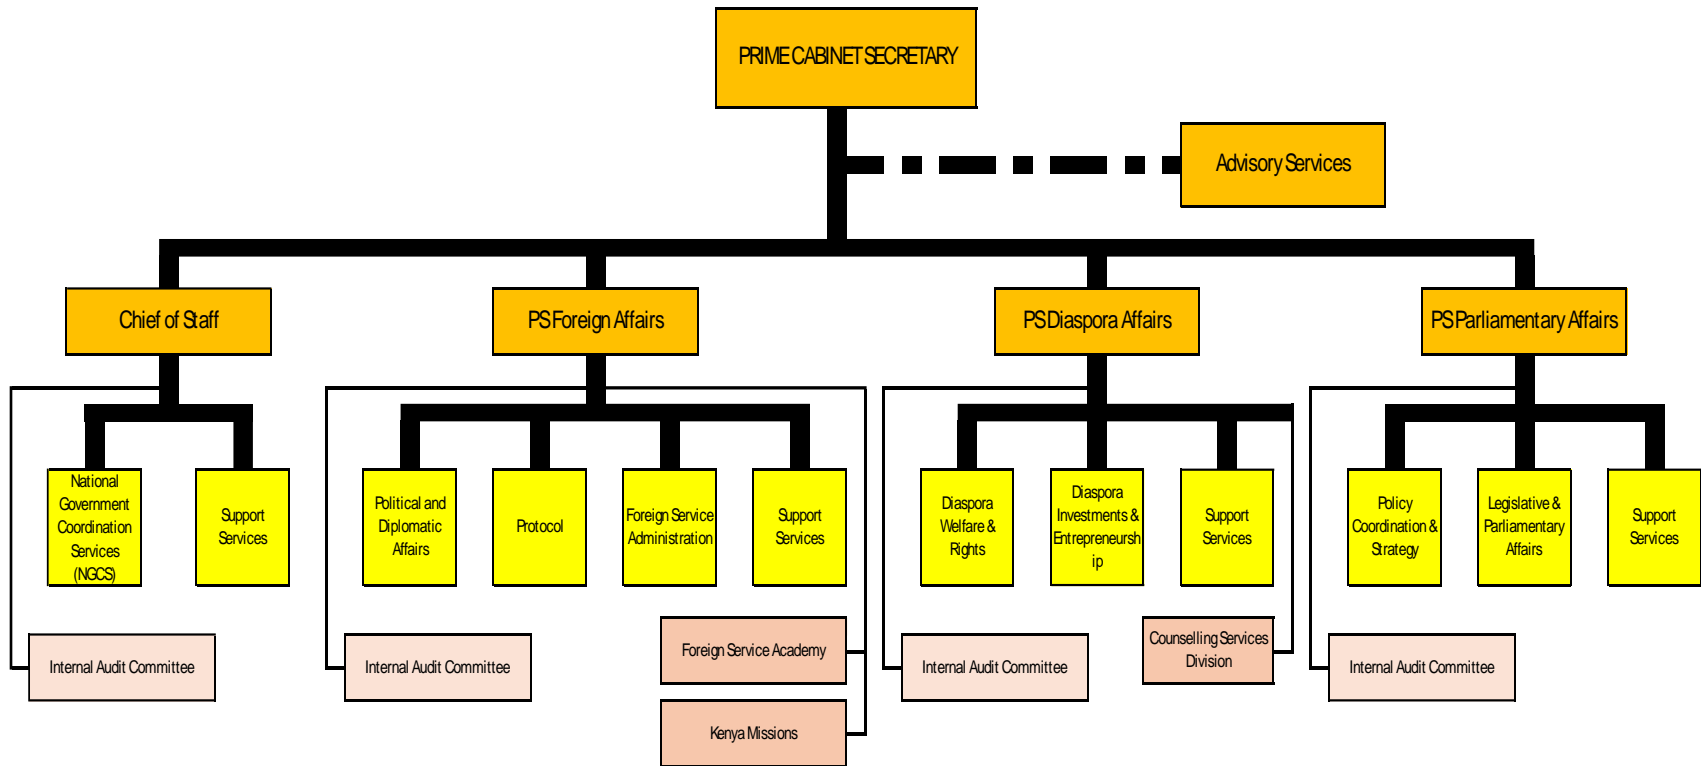 PRIME CABINET SECRETARY
Advisory Services
Chief of Staff
PS Foreign Affairs
PS Diaspora Affairs
PS Parliamentary Affairs
National
Government
Coordination
Services
(NGCS)
Support
Services
Political and
Diplomatic
Affairs
Protocol
Foreign Service
Administration
Support
Services
Diaspora
Welfare &
Rights
Diaspora
Investments &
Entrepreneursh
ip
Support
Services
Policy
Coordination &
Strategy
Legislative &
Parliamentary
Affairs
Support
Services
Internal Audit Committee
Internal Audit Committee
Foreign Service Academy
Kenya Missions
Internal Audit Committee
Counselling Services
Division
Internal Audit Committee